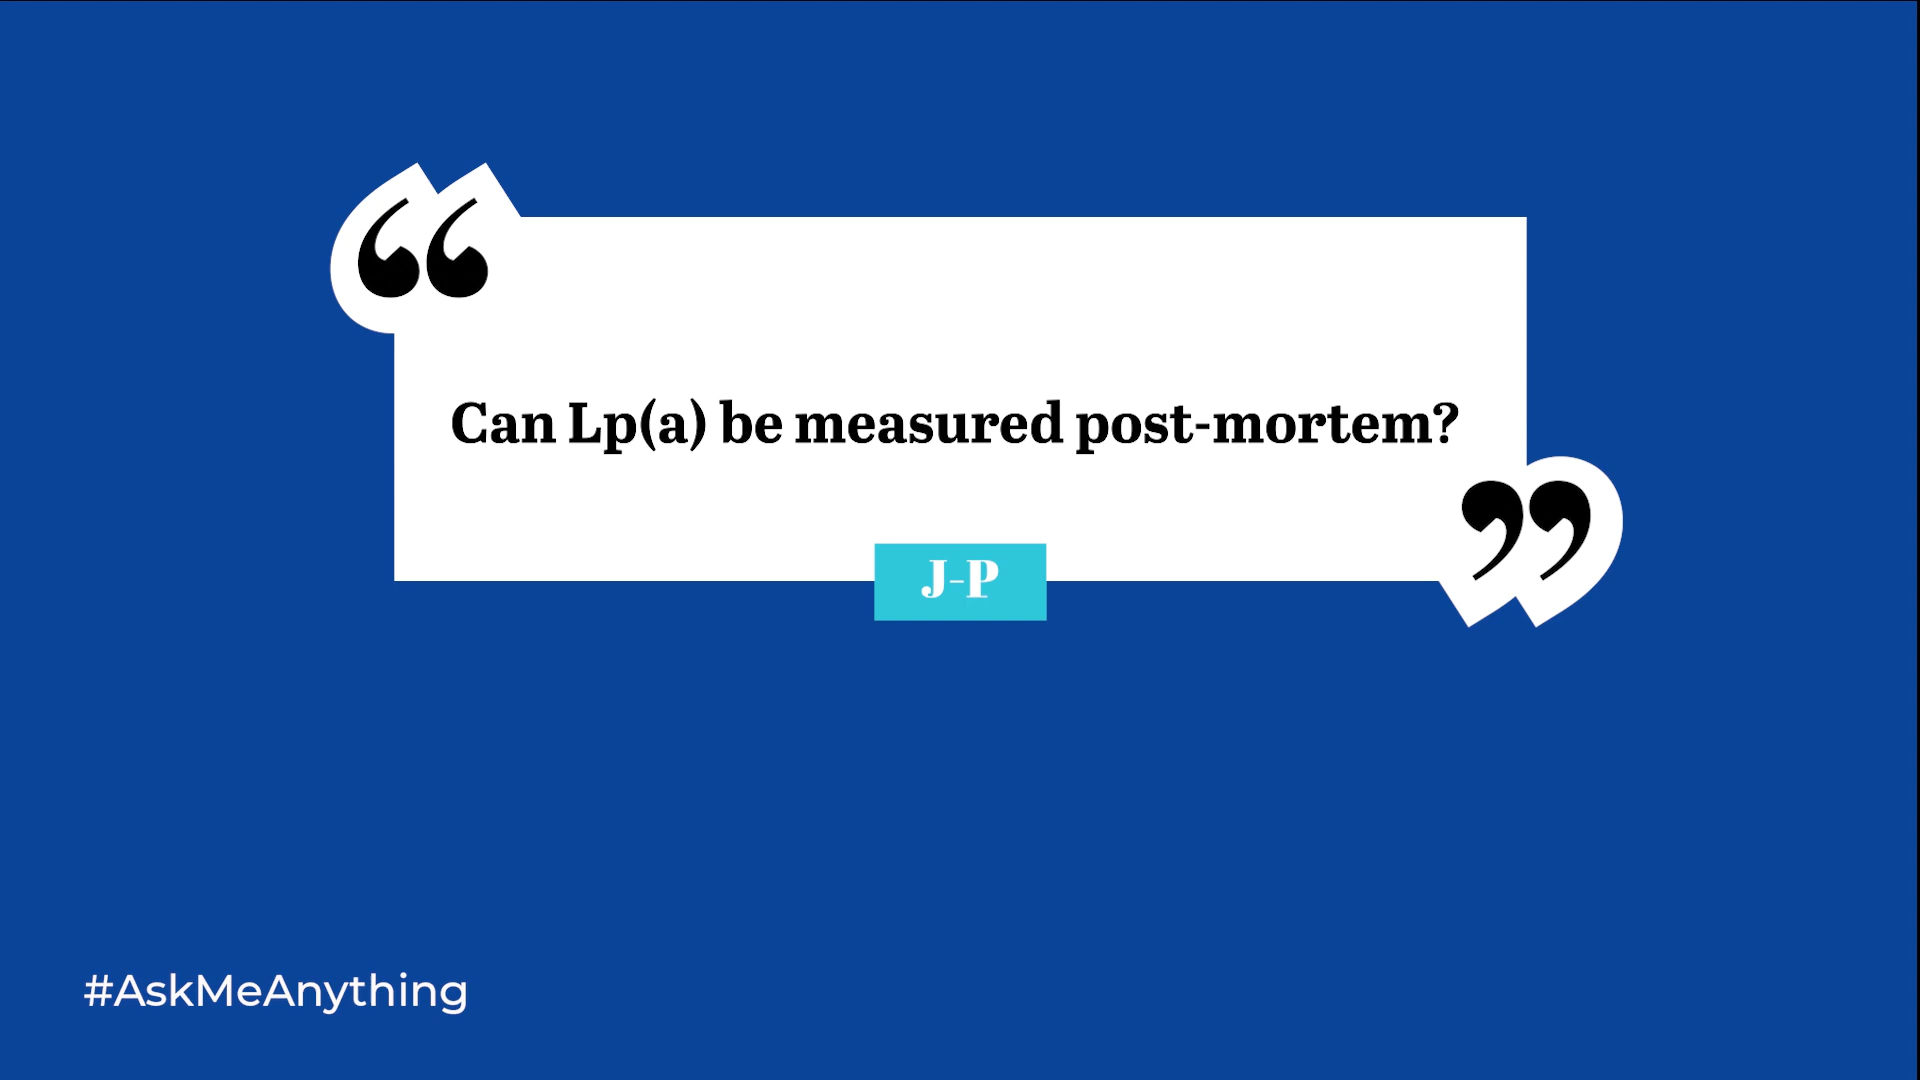 “
Can Lp(a) be measured post-mortem?
”
J-P
#AskMeAnything